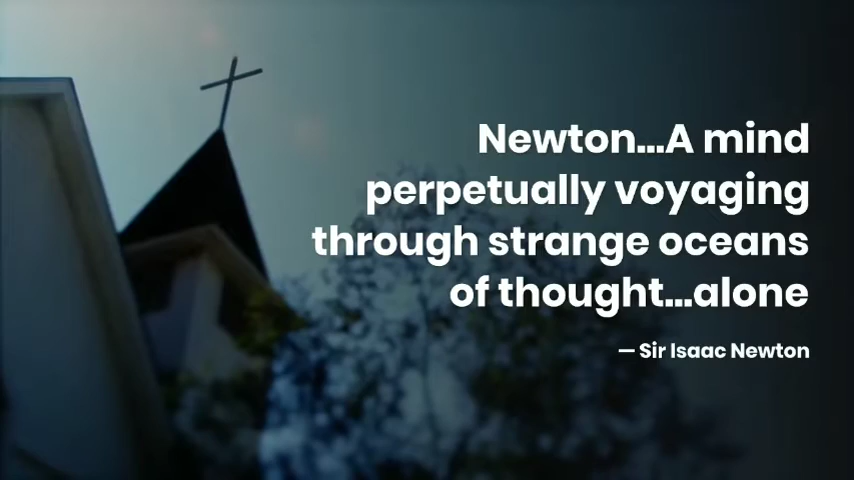 Newton...A mind
perpetually voyaging
through strange oceans
of thought...alone
— Sir Isaac Newton